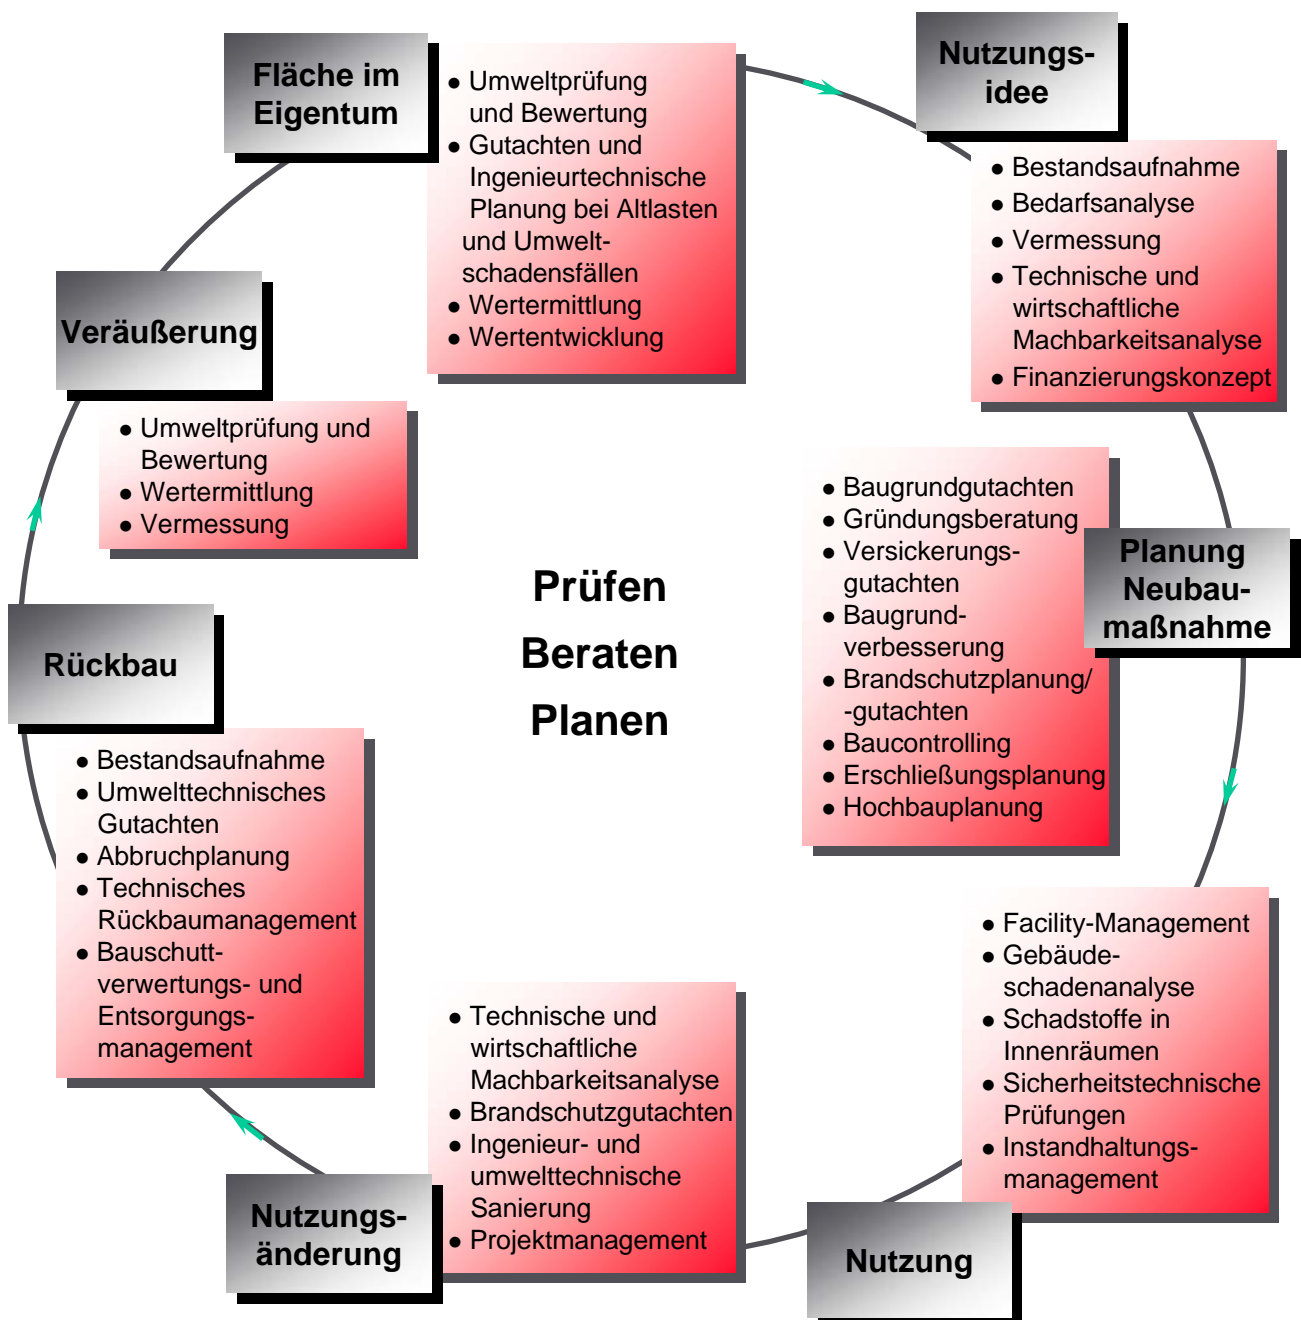 Fläche im
Eigentum
● Umweltprüfung
und Bewertung
● Gutachten und
Ingenieurtechnische
Planung bei Altlasten
und Umwelt-
schadensfällen
● Wertermittlung
● Wertentwicklung
Nutzungs-
idee
● Bestandsaufnahme
● Bedarfsanalyse
● Vermessung
● Technische und
wirtschaftliche
Machbarkeitsanalyse
● Finanzierungskonzept
Planung
Neubau-
maßnahme
● Baugrundgutachten
● Gründungsberatung
● Versickerungs-
gutachten
● Baugrund-
verbesserung
● Brandschutzplanung/
-gutachten
● Baucontrolling
● Erschließungsplanung
● Hochbauplanung
Nutzung
● Facility-Management
● Gebäude-
schadenanalyse
● Schadstoffe in
Innenräumen
● Sicherheitstechnische
Prüfungen
● Instandhaltungs-
management
Nutzungs-
änderung
● Technische und
wirtschaftliche
Machbarkeitsanalyse
● Brandschutzgutachten
● Ingenieur- und
umwelttechnische
Sanierung
● Projektmanagement
Rückbau
● Bestandsaufnahme
● Umwelttechnisches
Gutachten
● Abbruchplanung
● Technisches
Rückbaumanagement
● Bauschutt-
verwertungs- und
Entsorgungs-
management
Veräußerung
● Umweltprüfung und
Bewertung
● Wertermittlung
● Vermessung
Prüfen
Beraten
Planen